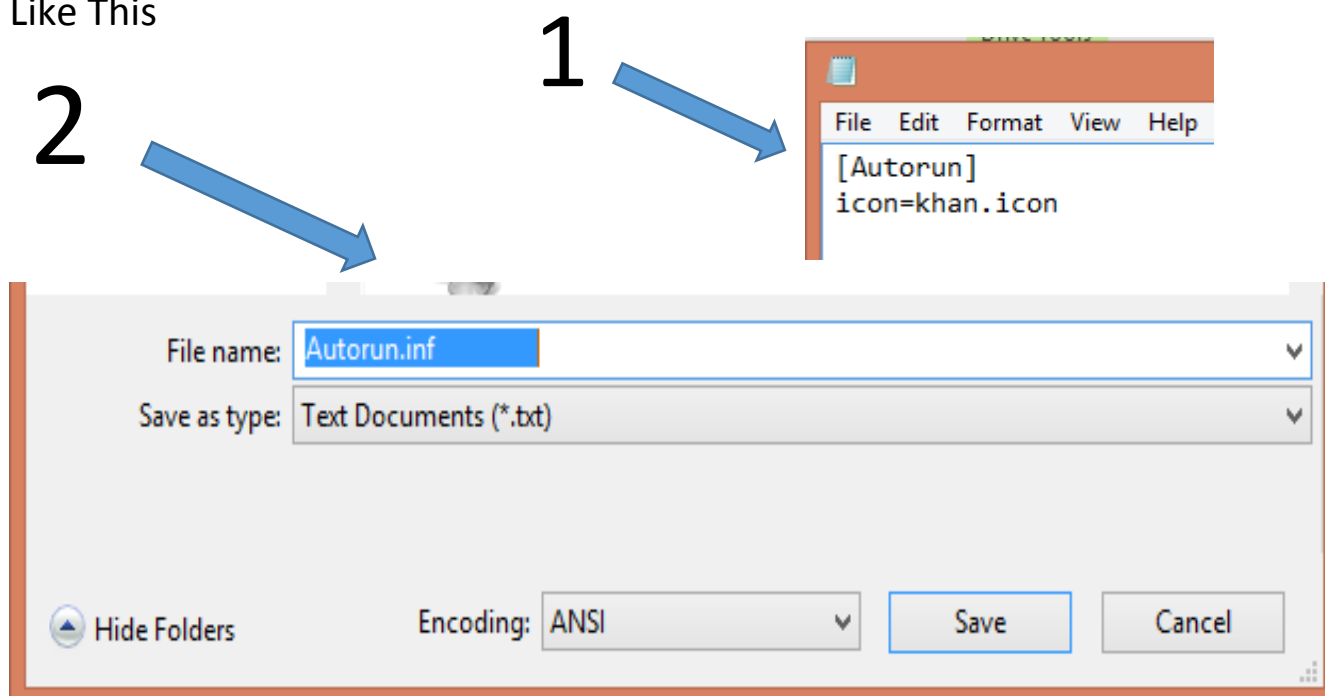 Like This
1
2
File Edit Format View Help
[Autorun]
icon=khan.icon
File name: Autorun.inf
Save as type: Text Documents (*.txt)
Hide Folders Encoding: ANSI Save Cancel